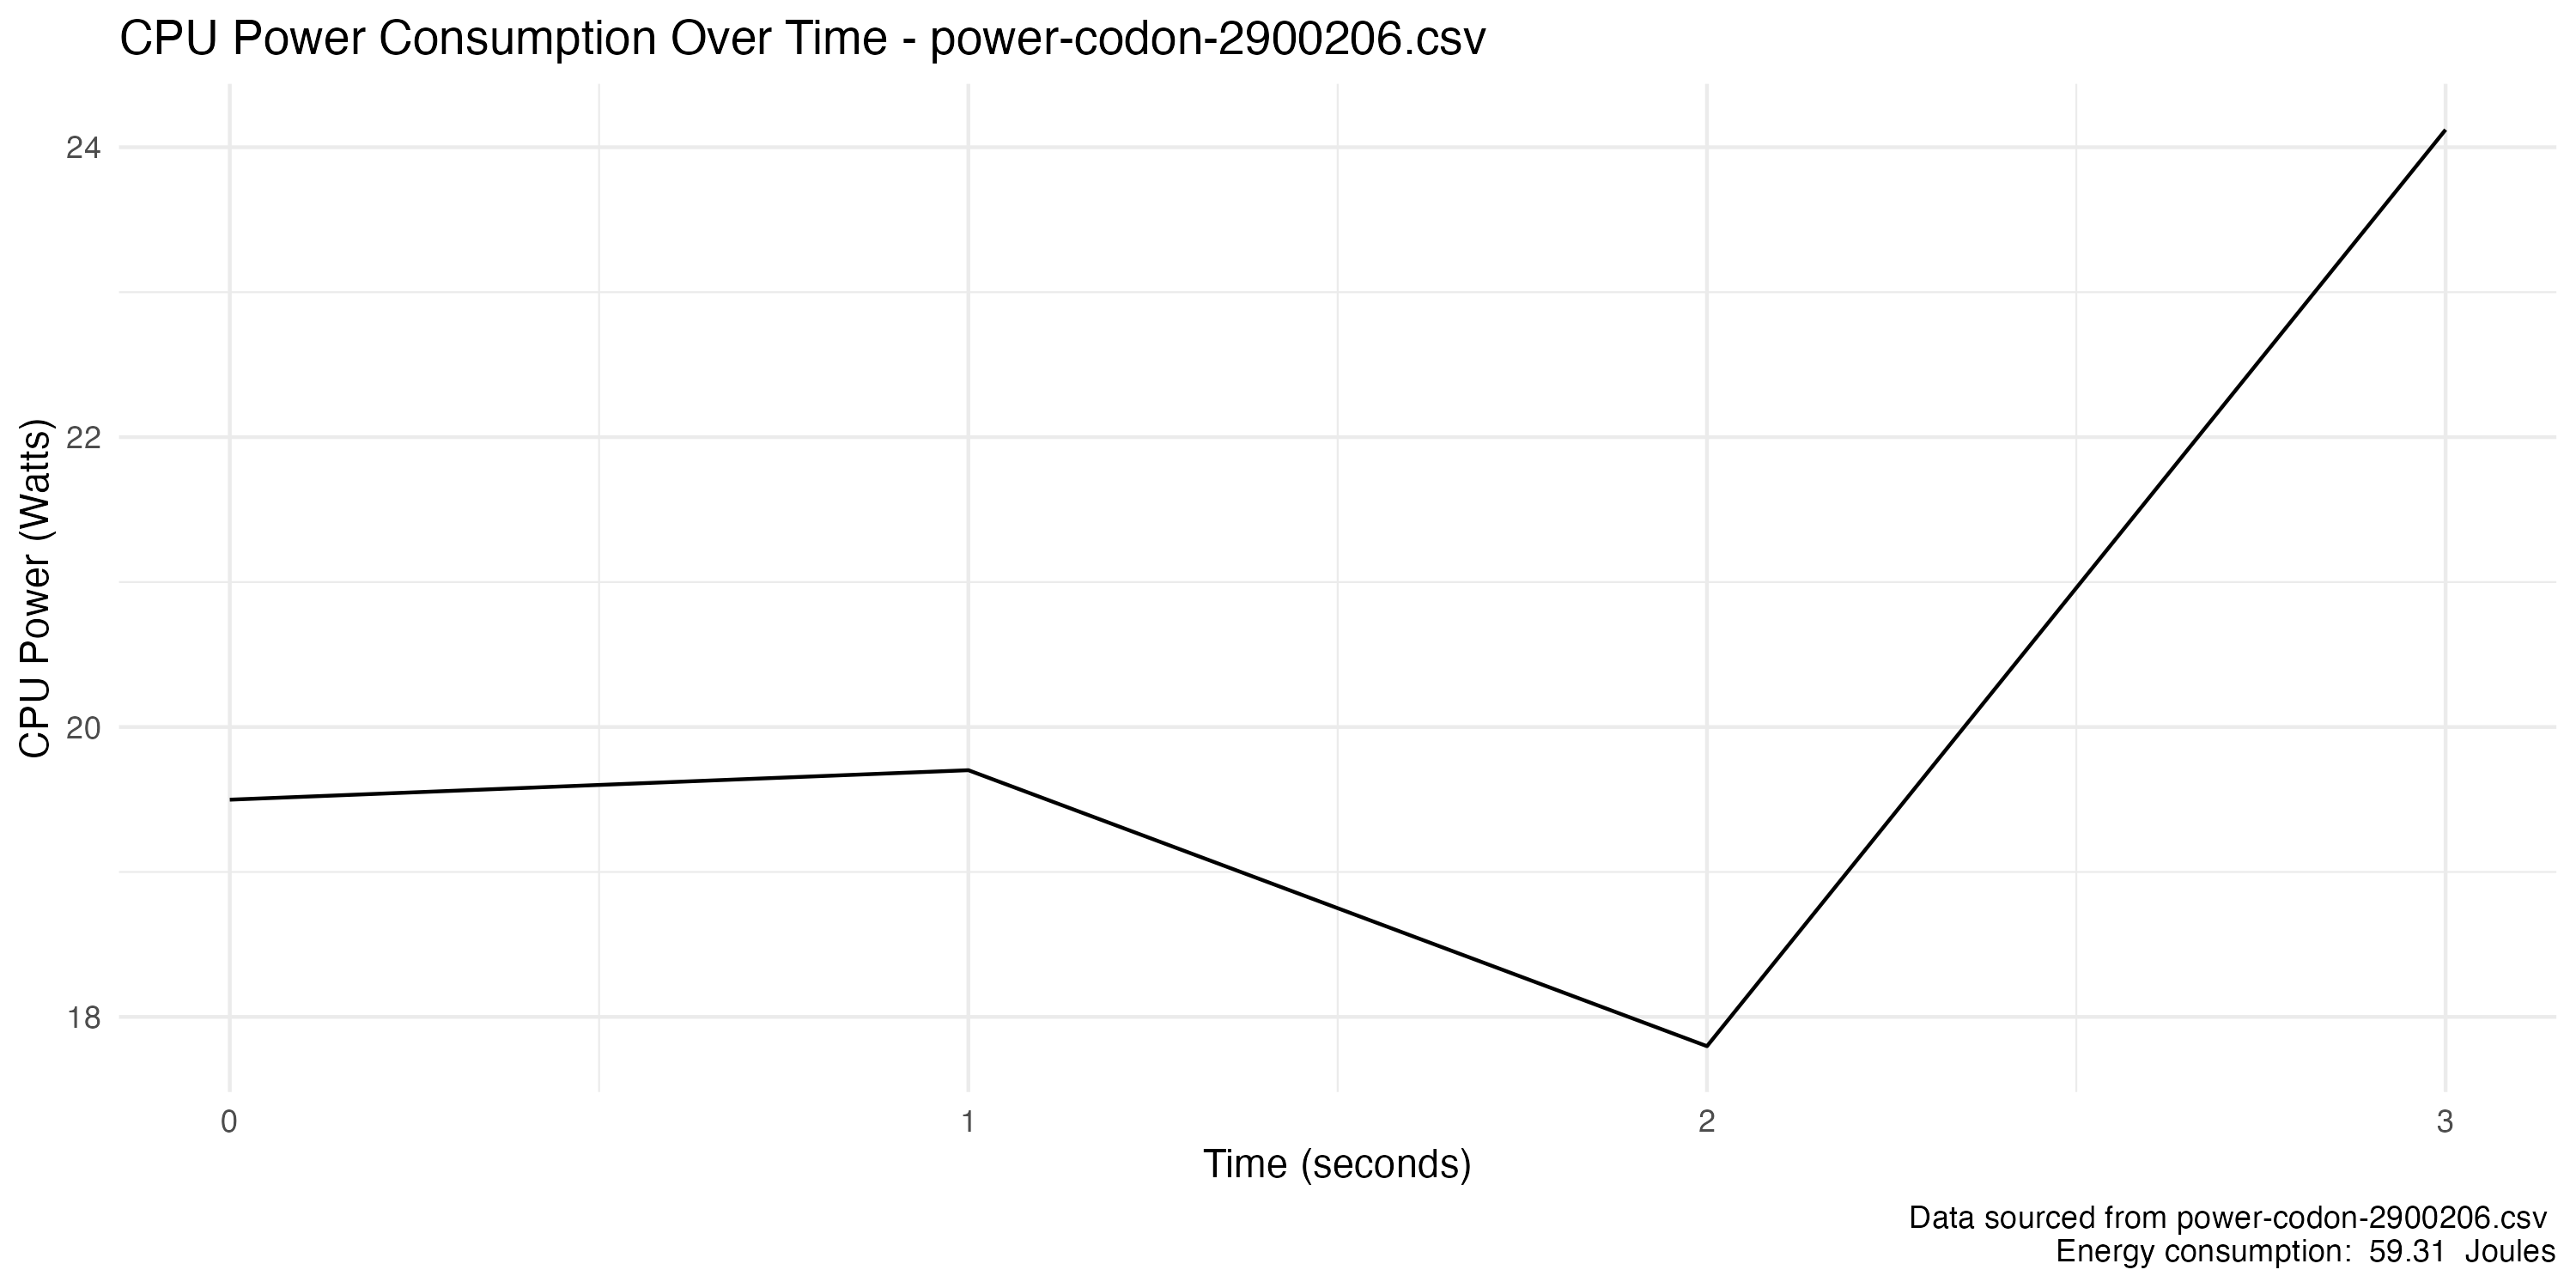 CPU Power Consumption Over Time - power-codon-2900206.csv
CPU Power (Watts)
24
22
20
18
0
1
2
3
Time (seconds)
Data sourced from power-codon-2900206.csv
Energy consumption:  59.31  Joules